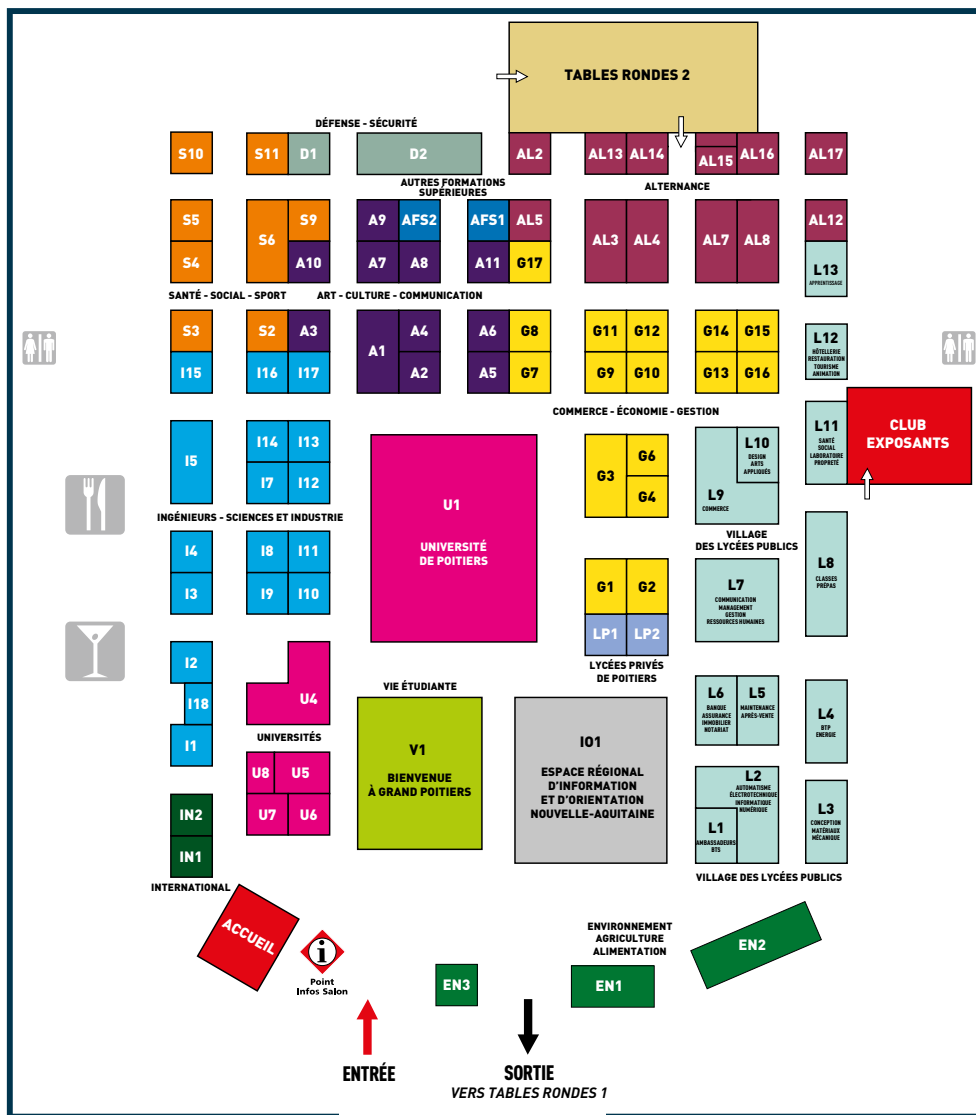 TABLES RONDES 2
DÉFENSE - SÉCURITÉ
S10
S11
D1
D2
AL2
AL13
AL14
AL15
AL16
AL17
AUTRES FORMATIONS
SUPÉRIEURES
ALTERNANCE
S5
S6
S9
A9
AFS2
AFS1
AL5
AL3
AL4
AL7
AL8
AL12
S4
A10
A7
A8
A11
G17
L13
APPRENTISSAGE
SANTÉ - SOCIAL - SPORT
ART - CULTURE - COMMUNICATION
S3
S2
A3
A1
A4
A6
G8
G11
G12
G14
G15
L12
HÔTELLERIE
RESTAURATION
TOURISME
ANIMATION
I15
I16
I17
A2
A5
G7
G9
G10
G13
G16
COMMERCE - ÉCONOMIE - GESTION
L11
SANTÉ
SOCIAL
LABORATOIRE
PROPRETÉ
CLUB
EXPOSANTS
I5
I14
I13
I7
I12
U1
UNIVERSITÉ
DE POITIERS
G3
G6
G4
L10
DESIGN
ARTS
APPLIQUÉS
L9
COMMERCE
INGÉNIEURS - SCIENCES ET INDUSTRIE
VILLAGE
DES LYCÉES PUBLICS
I4
I8
I11
I3
I9
I10
G1
G2
LP1
LP2
LYCÉES PRIVÉS
DE POITIERS
L7
COMMUNICATION
MANAGEMENT
GESTION
RESSOURCES HUMAINES
L8
CLASSES
PRÉPAS
I2
I18
I1
U4
UNIVERSITÉS
U8
U5
U7
U6
VIE ÉTUDIANTE
V1
BIENVENUE
À GRAND POITIERS
IO1
ESPACE RÉGIONAL
D'INFORMATION
ET D'ORIENTATION
NOUVELLE-AQUITAINE
L6
BANQUE
ASSURANCE
IMMOBILIER
NOTARIAT
L5
MAINTENANCE
APRÈS-VENTE
L4
BTP
ENERGIE
L2
AUTOMATISME
ÉLECTROTECHNIQUE
INFORMATIQUE
NUMÉRIQUE
L1
AMBASSADEURS
BTS
L3
CONCEPTION
MATÉRIAUX
MÉCANIQUE
VILLAGE DES LYCÉES PUBLICS
IN2
IN1
INTERNATIONAL
ACCUEIL
i
Point
Infos Salon
ENVIRONNEMENT
AGRICULTURE
ALIMENTATION
EN3
EN1
EN2
ENTRÉE
SORTIE
VERS TABLES RONDES 1